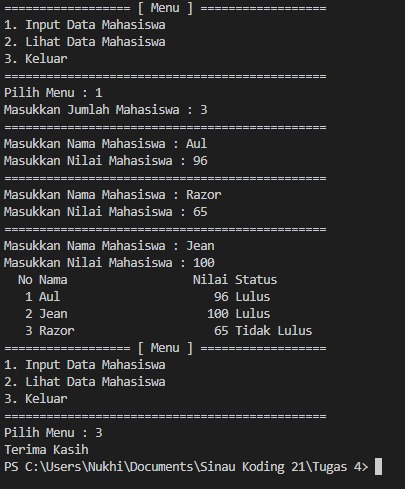 ================== [ Menu ] ==================
1. Input Data Mahasiswa
2. Lihat Data Mahasiswa
3. Keluar
==============================================
Pilih Menu : 1
Masukkan Jumlah Mahasiswa : 3
==============================================
Masukkan Nama Mahasiswa : Aul
Masukkan Nilai Mahasiswa : 96
==============================================
Masukkan Nama Mahasiswa : Razor
Masukkan Nilai Mahasiswa : 65
==============================================
Masukkan Nama Mahasiswa : Jean
Masukkan Nilai Mahasiswa : 100
  No Nama                  Nilai Status
   1 Aul                      96 Lulus
   2 Jean                    100 Lulus
   3 Razor                    65 Tidak Lulus
================== [ Menu ] ==================
1. Input Data Mahasiswa
2. Lihat Data Mahasiswa
3. Keluar
==============================================
Pilih Menu : 3
Terima Kasih
PS C:\Users\Nukhi\Documents\Sinau Koding 21\Tugas 4>